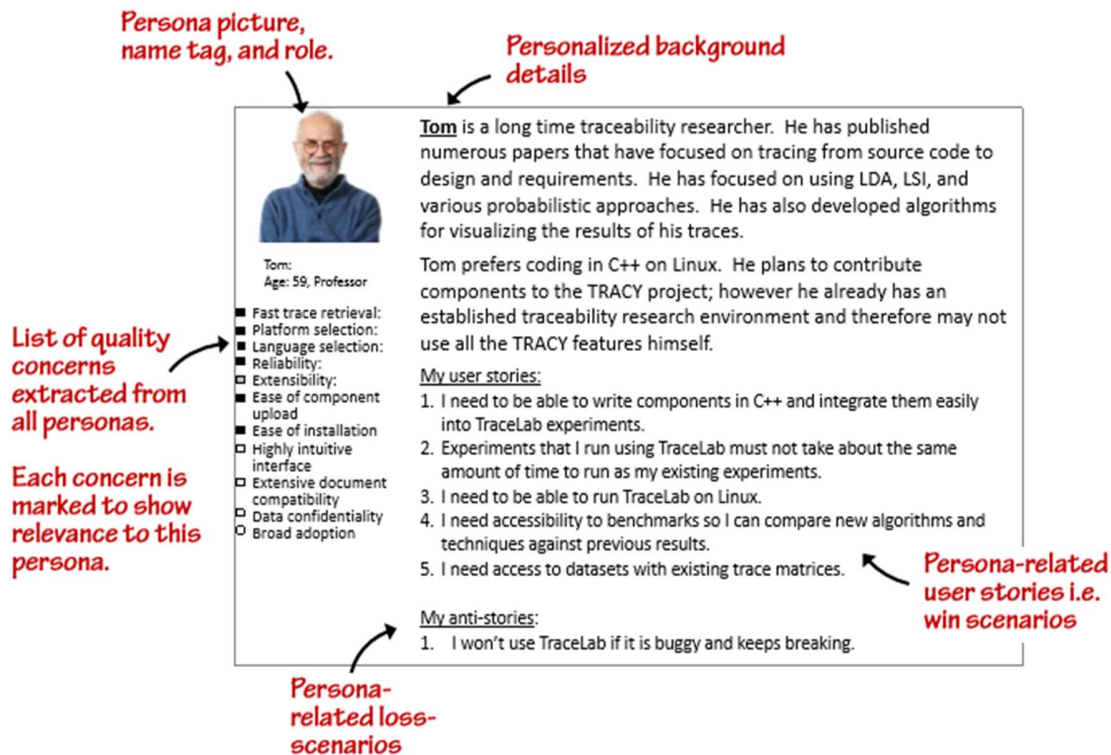 Persona picture,
name tag, and role.
Personalized background
details
Tom is a long time traceability researcher. He has published
numerous papers that have focused on tracing from source code to
design and requirements. He has focused on using LDA, LSI, and
various probabilistic approaches. He has also developed algorithms
for visualizing the results of his traces.
Tom prefers coding in C++ on Linux. He plans to contribute
components to the TRACY project; however he already has an
established traceability research environment and therefore may not
use all the TRACY features himself.
My user stories:
1. I need to be able to write components in C++ and integrate them easily
into TraceLab experiments.
2. Experiments that I run using TraceLab must not take about the same
amount of time to run as my existing experiments.
3. I need to be able to run TraceLab on Linux.
4. I need accessibility to benchmarks so I can compare new algorithms and
techniques against previous results.
5. I need access to datasets with existing trace matrices.
My anti-stories:
1. I won't use TraceLab if it is buggy and keeps breaking.
Tom:
Age: 59, Professor
Fast trace retrieval:
Platform selection:
Language selection:
Reliability:
Extensibility:
Ease of component
upload
Ease of installation
Highly intuitive
interface
Extensive document
compatibility
Data confidentiality
Broad adoption
List of quality
concerns
extracted from
all personas.
Each concern is
marked to show
relevance to this
persona.
Persona-related
user stories i.e.
win scenarios
Persona-
related loss-
scenarios